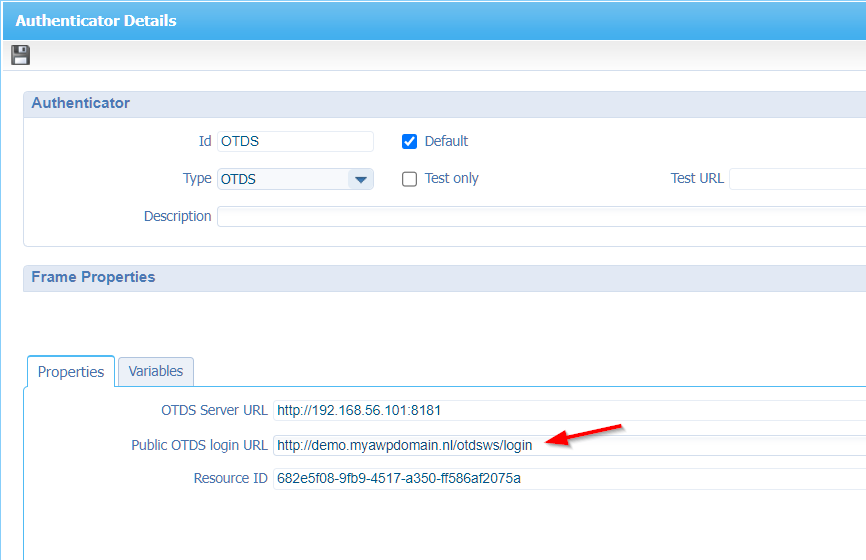 Authenticator Details
Authenticator
Id OTDS Default
Type OTDS Test only Test URL
Description
Frame Properties
Properties Variables
OTDS Server URL http://192.168.56.101:8181
Public OTDS login URL http://demo.myawpdomain.nl/otdsws/login
Resource ID 682e5f08-9fb9-4517-a350-ff586af2075a